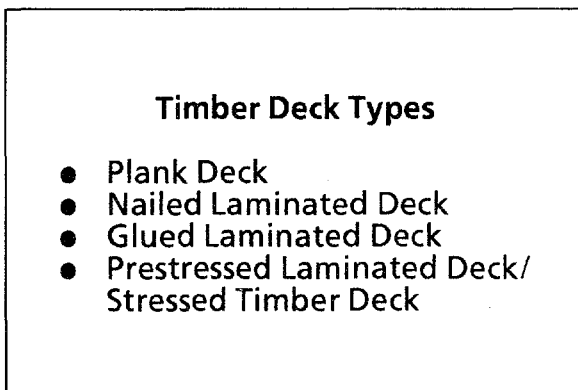 Timber Deck Types
● Plank Deck
● Nailed Laminated Deck
● Glued Laminated Deck
● Prestressed Laminated Deck/
Stressed Timber Deck